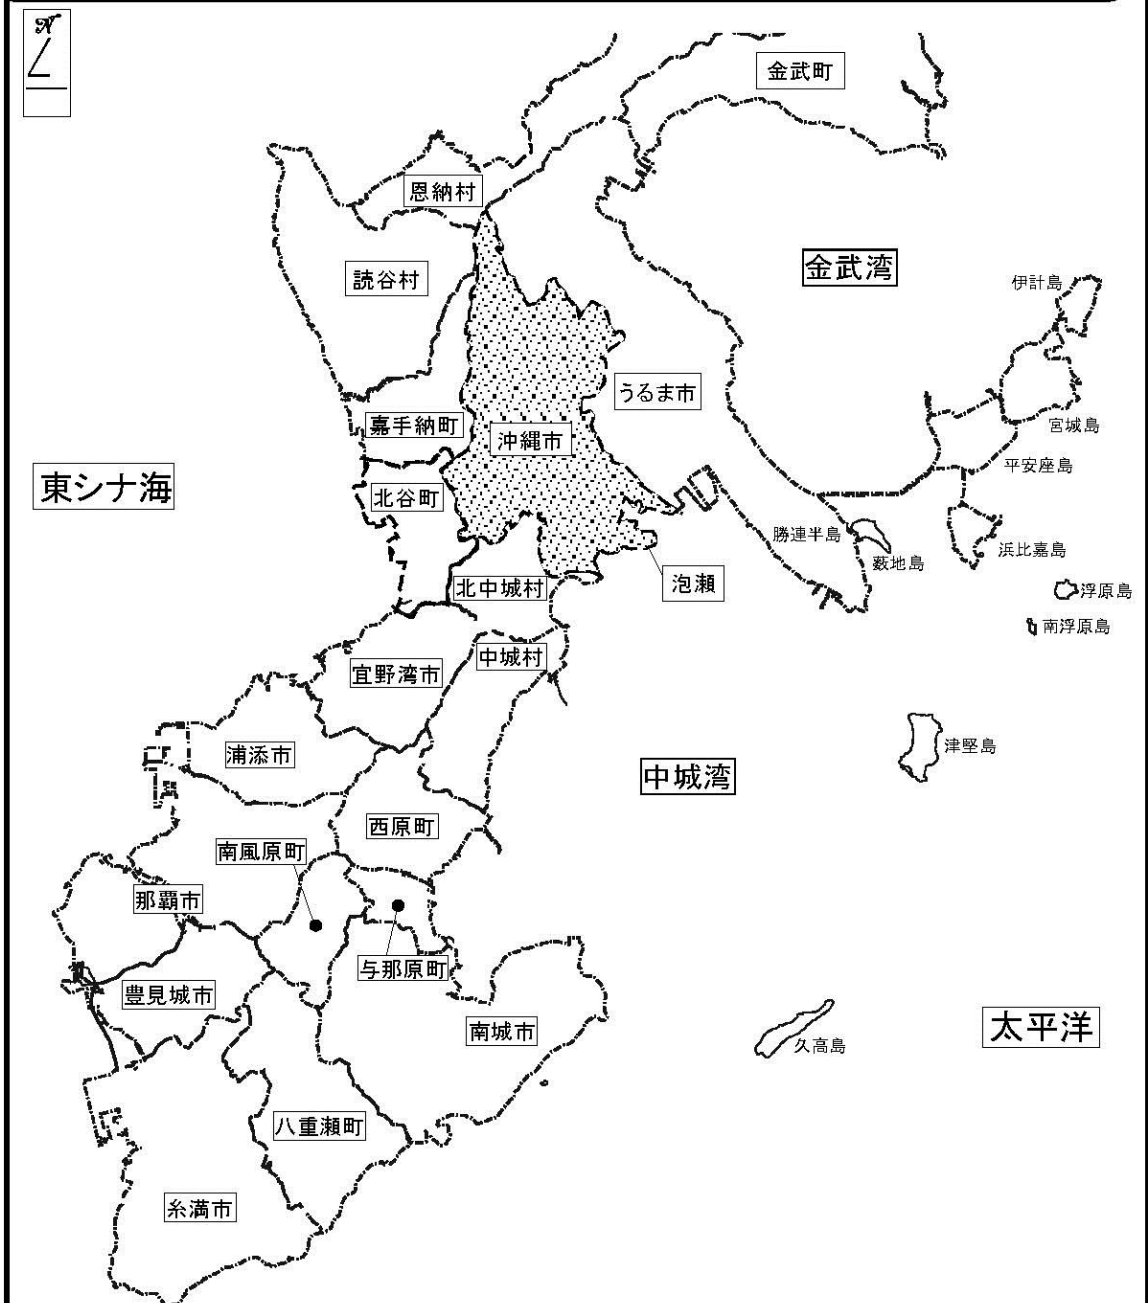 N
金武町
恩納村
金武湾
読谷村
伊計島
うるま市
嘉手納町
宮城島
沖縄市
平安座島
東シナ海
北谷町
勝連半島
浜比嘉島
藪地島
泡瀬
北中城村
浮原島
南浮原島
中城村
宜野湾市
津堅島
浦添市
中城湾
西原町
南風原町
那覇市
与那原町
豊見城市
南城市
太平洋
久高島
八重瀬町
糸満市